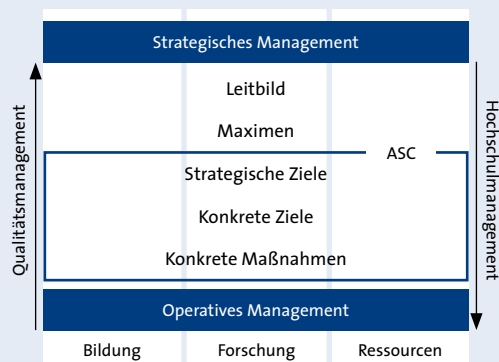 Strategisches Management
Leitbild
Maximen
ASC
Strategische Ziele
Konkrete Ziele
Konkrete Maßnahmen
Operatives Management
Bildung
Forschung
Ressourcen
Qualitätsmanagement
Hochschulmanagement